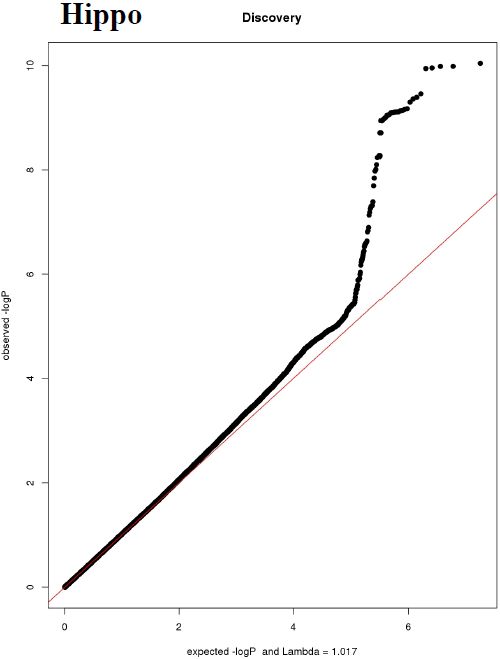 Hippo
Discovery
10
8
6
4
2
0
observed -logP
0 2 4 6
expected -logP and Lambda = 1.017